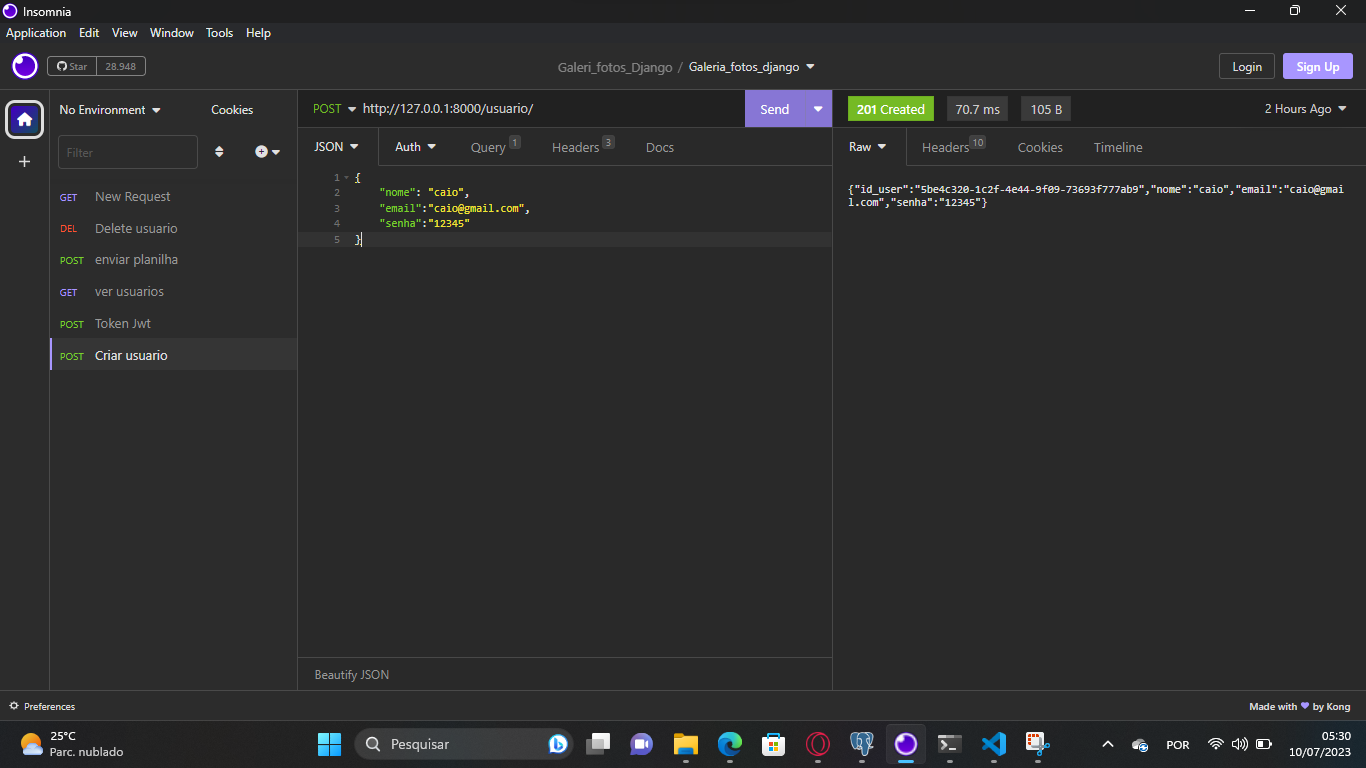 Insomnia
Application Edit View Window Tools Help
Star 28.948
Galeri_fotos_Django / Galeria_fotos_django
Login Sign Up
No Environment Cookies
POST http://127.0.0.1:8000/usuario/ Send
201 Created 70.7 ms 105 B 2 Hours Ago
Filter
JSON Auth Query 1 Headers 3 Docs
Raw Headers 10 Cookies Timeline
GET New Request
DEL Delete usuario
POST enviar planilha
GET ver usuarios
POST Token Jwt
POST Criar usuario
1 {
2 "nome": "caio",
3 "email":"caio@gmail.com",
4 "senha":"12345"
5 }
{"id_user":"5be4c320-1c2f-4e44-9f09-73693f777ab9","nome":"caio","email":"caio@gmai
l.com","senha":"12345"}
Beautify JSON
Preferences
Made with ♥ by Kong
25°C
Parc. nublado
Pesquisar
POR
05:30
10/07/2023